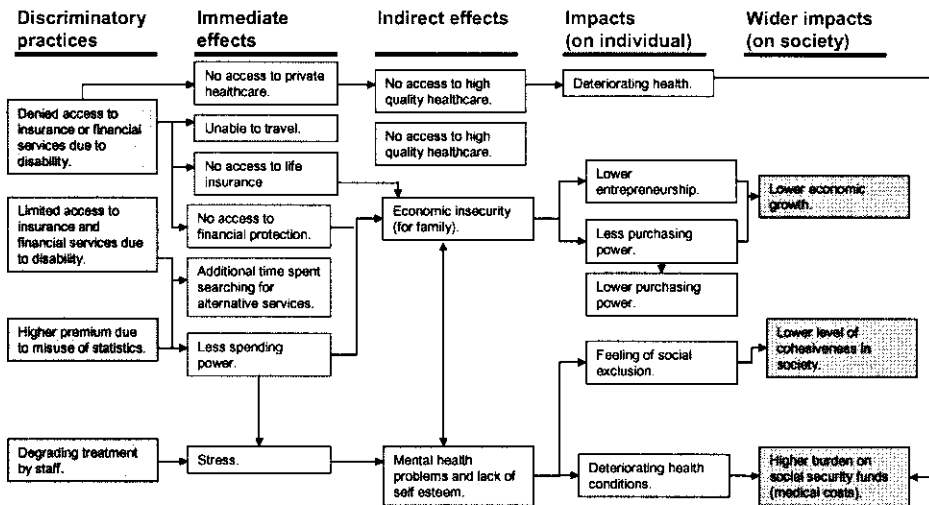 Discriminatory
practices
Immediate
effects
Indirect effects
Impacts
(on individual)
Wider impacts
(on society)
No access to private
healthcare.
No access to high
quality healthcare.
Deteriorating health.
Denied access to
insurance or financial
services due to
disability.
Unable to travel.
No access to high
quality healthcare.
No access to life
insurance
Lower
entrepreneurship.
Lower economic
growth.
Limited access to
insurance and
financial services due
to disability.
No access to
financial protection.
Economic insecurity
(for family).
Less purchasing
power.
Additional time spent
searching for
alternative services.
Lower purchasing
power.
Higher premium due
to misuse of statistics.
Less spending
power.
Feeling of social
exclusion.
Lower level of
cohesiveness in
society.
Degrading treatment
by staff.
Stress.
Mental health
problems and lack of
self esteem.
Deteriorating health
conditions.
Higher burden on
social security funds
(medical costs).